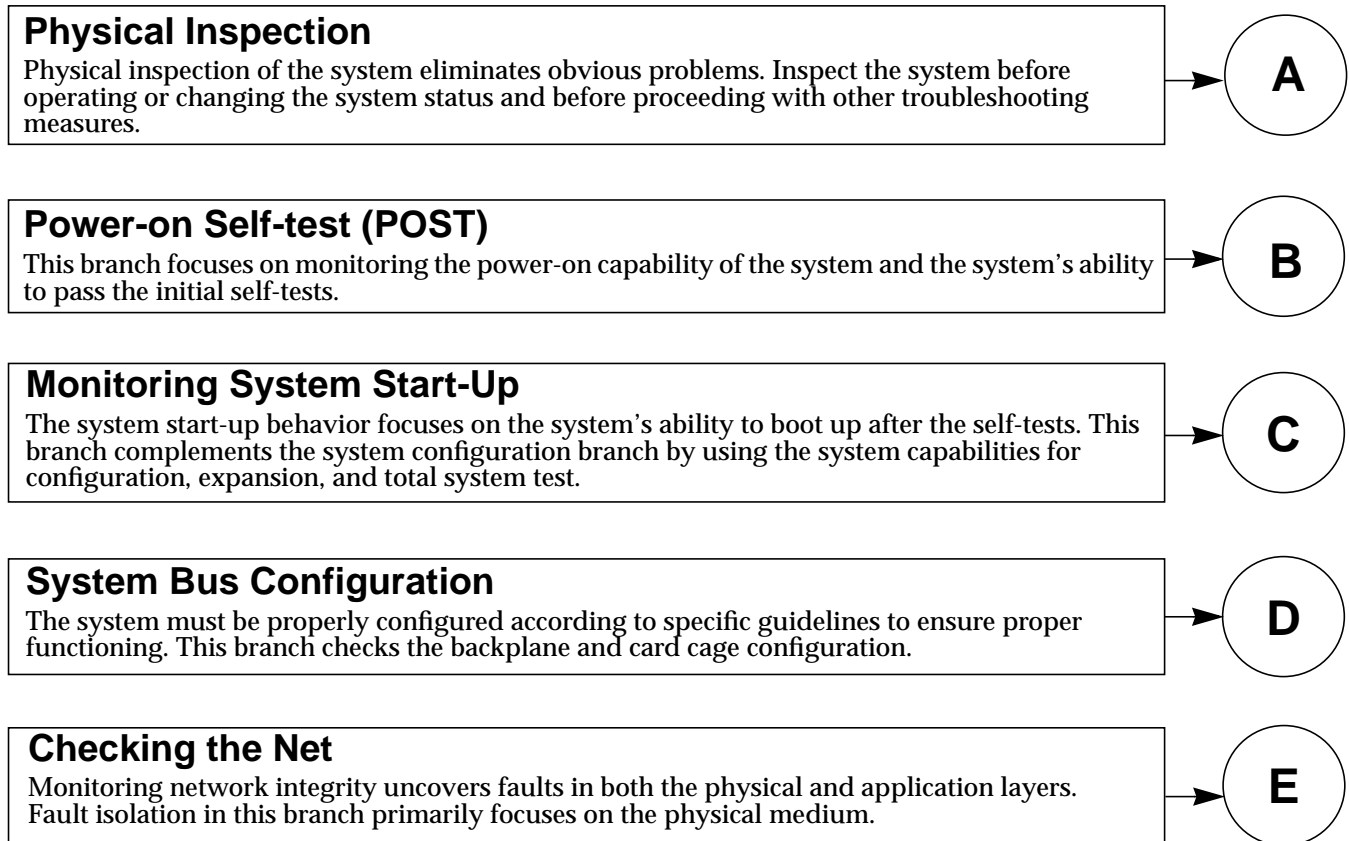 Physical Inspection
Physical inspection of the system eliminates obvious problems. Inspect the system before
operating or changing the system status and before proceeding with other troubleshooting
measures.
A
Power-on Self-test (POST)
This branch focuses on monitoring the power-on capability of the system and the system’s ability
to pass the initial self-tests.
B
Monitoring System Start-Up
The system start-up behavior focuses on the system’s ability to boot up after the self-tests. This
branch complements the system configuration branch by using the system capabilities for
configuration, expansion, and total system test.
C
System Bus Configuration
The system must be properly configured according to specific guidelines to ensure proper
functioning. This branch checks the backplane and card cage configuration.
D
Checking the Net
Monitoring network integrity uncovers faults in both the physical and application layers.
Fault isolation in this branch primarily focuses on the physical medium.
E